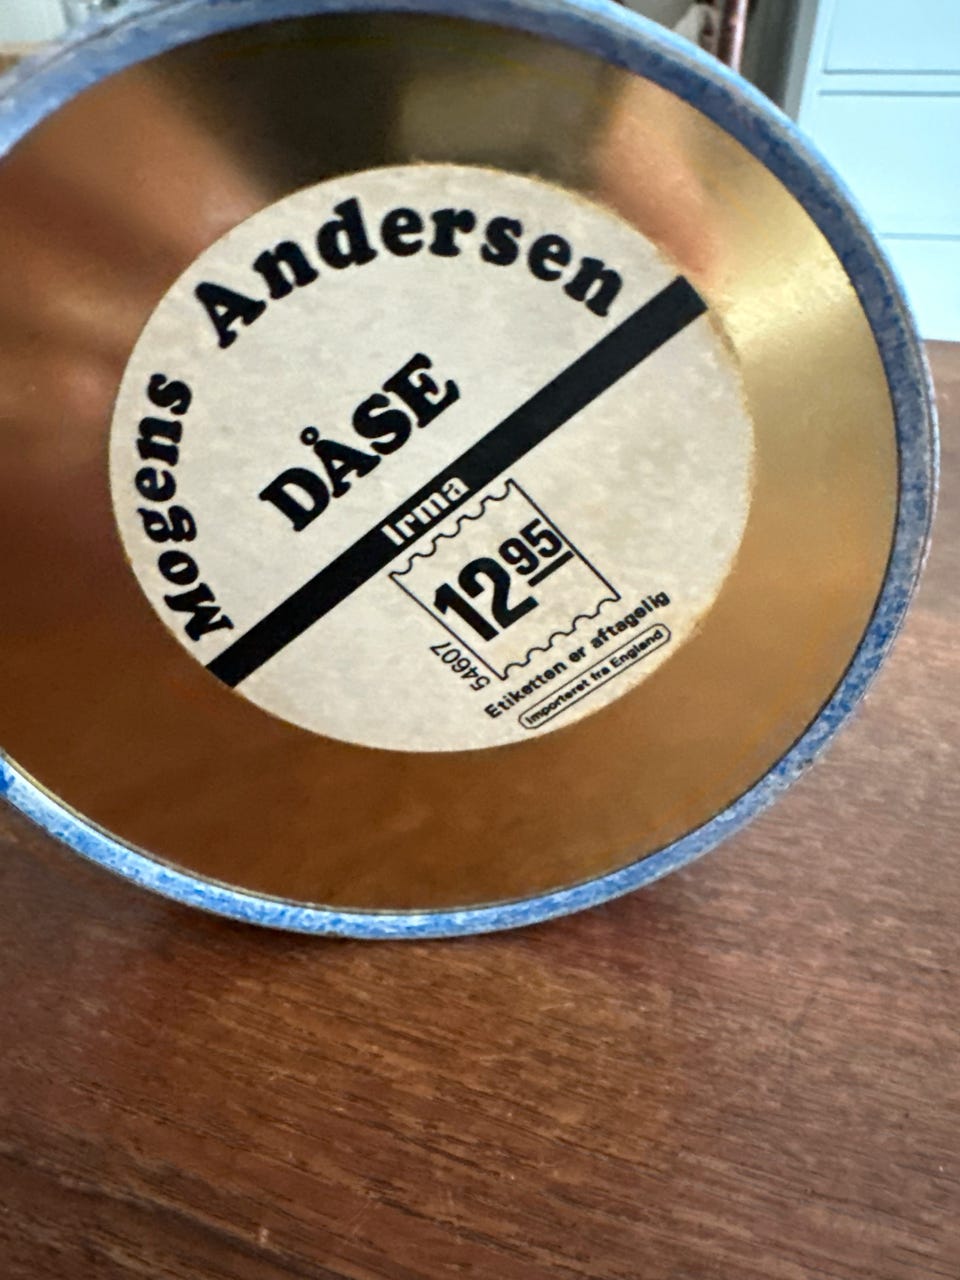 Mogens Andersen
DÅSE
Irma
12 95
54607
Etiketten er aftagelig
Importeret fra England